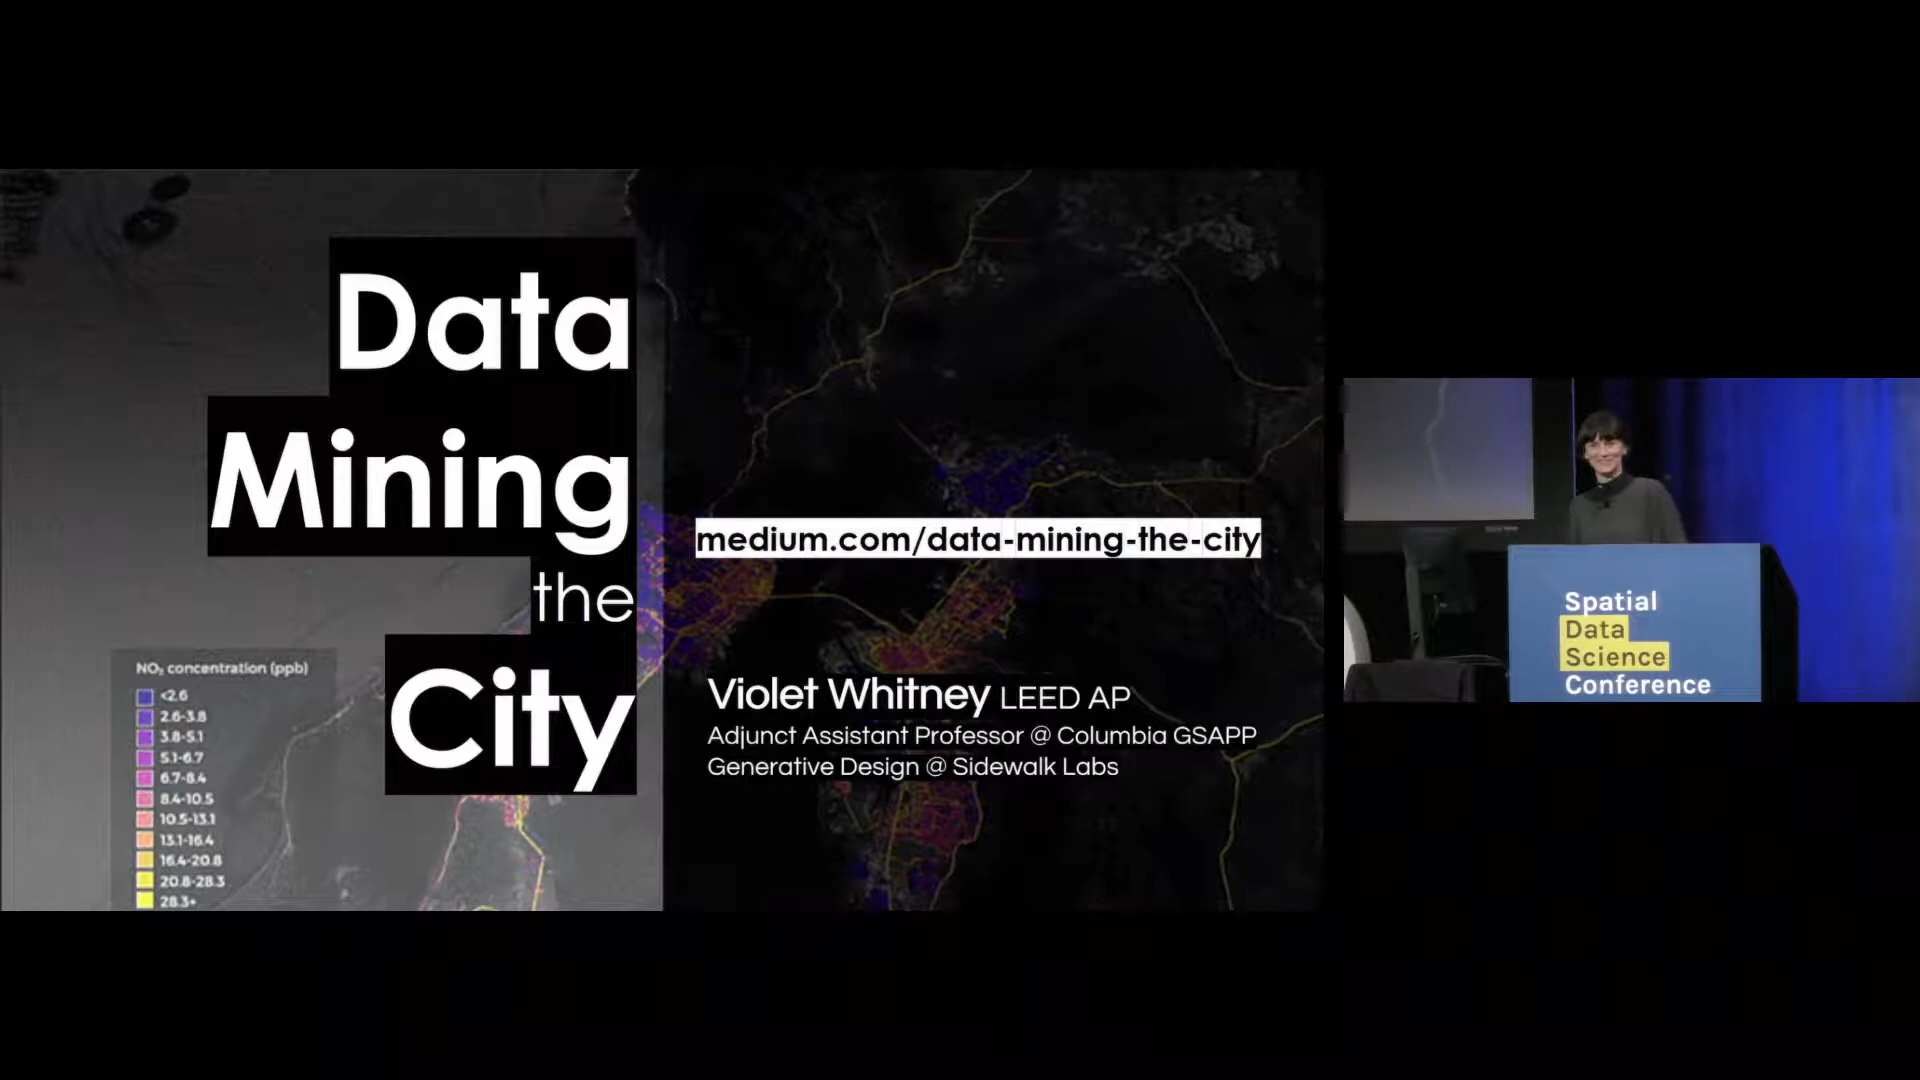 Data
Mining
the
City
NO₂ concentration (ppb)
<2.6
2.6-3.8
3.8-5.1
5.1-6.7
6.7-8.4
8.4-10.5
10.5-13.1
13.1-16.4
16.4-20.8
20.8-28.3
28.3+
medium.com/data-mining-the-city
Violet Whitney LEED AP
Adjunct Assistant Professor @ Columbia GSAPP
Generative Design @ Sidewalk Labs
Spatial
Data
Science
Conference